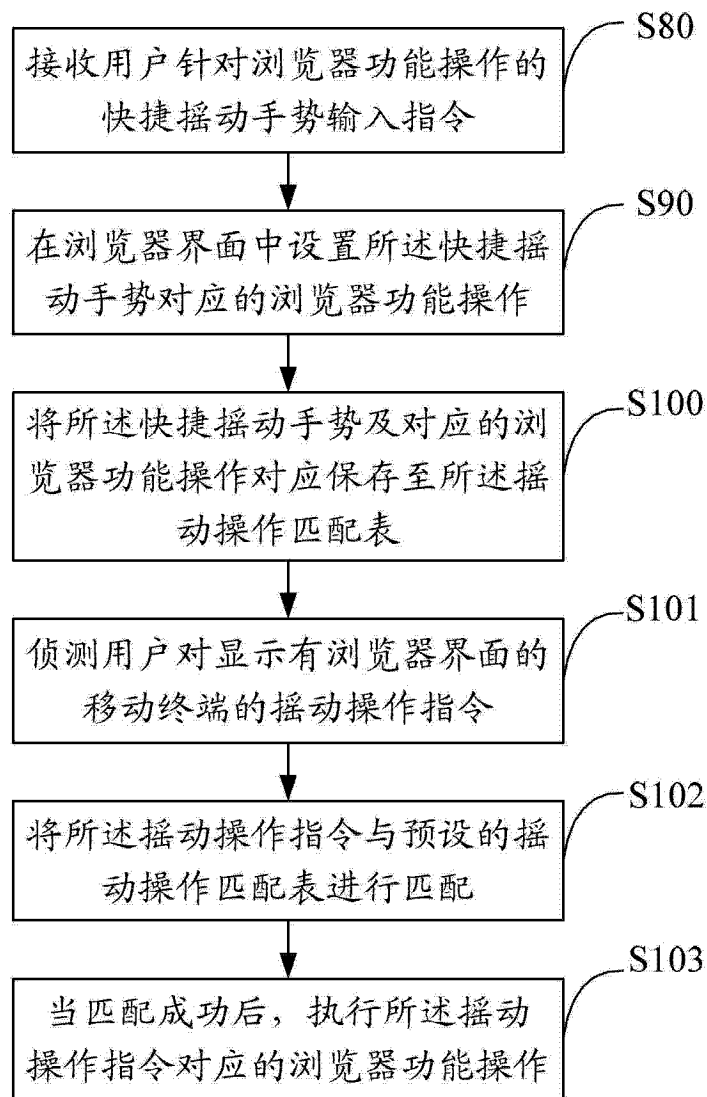 S80
接收用户针对浏览器功能操作的
快捷摇动手势输入指令
S90
在浏览器界面中设置所述快捷摇
动手势对应的浏览器功能操作
S100
将所述快捷摇动手势及对应的浏
览器功能操作对应保存至所述摇
动操作匹配表
S101
侦测用户对显示有浏览器界面的
移动终端的摇动操作指令
S102
将所述摇动操作指令与预设的摇
动操作匹配表进行匹配
S103
当匹配成功后，执行所述摇动
操作指令对应的浏览器功能操作